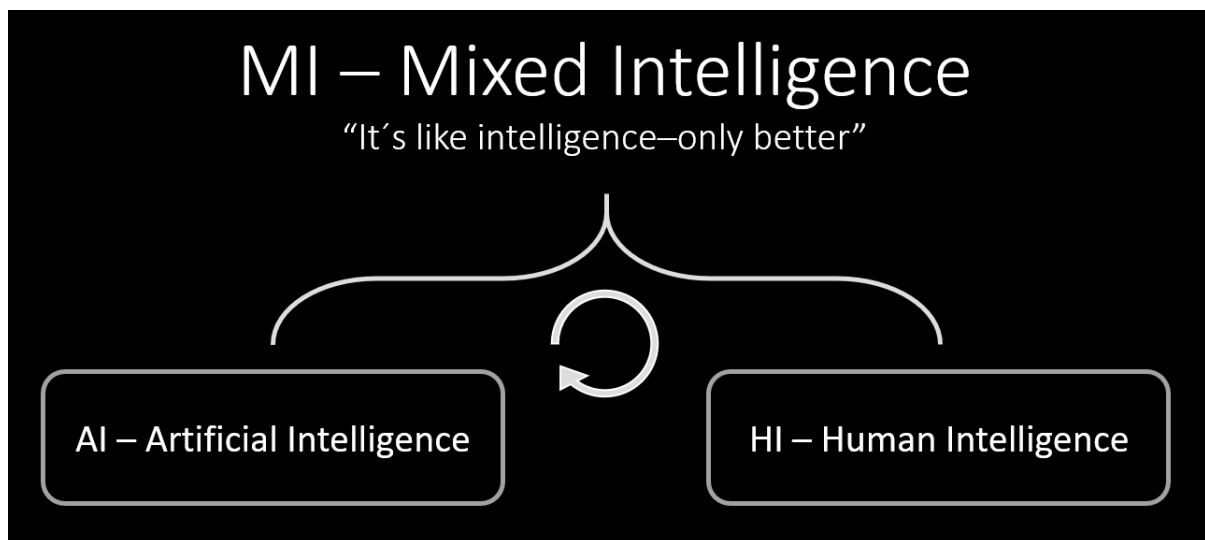 MI – Mixed Intelligence
“It´s like intelligence–only better”
AI – Artificial Intelligence
HI – Human Intelligence